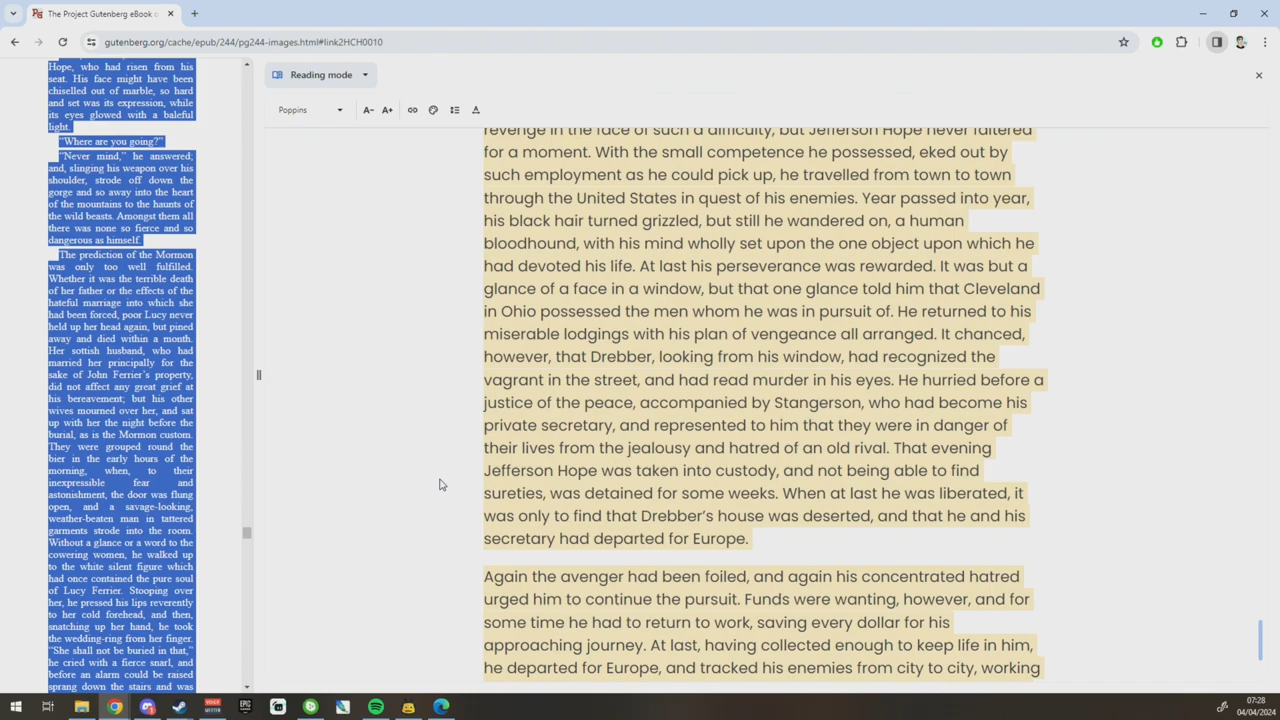 The Project Gutenberg eBook o
gutenberg.org/cache/epub/244/pg244-images.html#link2HCH0010
Hope, who had risen from his
seat. His face might have been
chiselled out of marble, so hard
and set was its expression, while
its eyes glowed with a baleful
light.
“Where are you going?”
“Never mind,” he answered;
and, slinging his weapon over his
shoulder, strode off down the
gorge and so away into the heart
of the mountains to the haunts of
the wild beasts. Amongst them all
there was none so fierce and so
dangerous as himself.
The prediction of the Mormon
was only too well fulfilled.
Whether it was the terrible death
of her father or the effects of the
hateful marriage into which she
had been forced, poor Lucy never
held up her head again, but pined
away and died within a month.
Her sottish husband, who had
married her principally for the
sake of John Ferrier’s property,
did not affect any great grief at
his bereavement; but his other
wives mourned over her, and sat
up with her the night before the
burial, as is the Mormon custom.
They were grouped round the
bier in the early hours of the
morning, when, to their
inexpressible fear and
astonishment, the door was flung
open, and a savage-looking,
weather-beaten man in tattered
garments strode into the room.
Without a glance or a word to the
cowering women, he walked up
to the white silent figure which
had once contained the pure soul
of Lucy Ferrier. Stooping over
her, he pressed his lips reverently
to her cold forehead, and then,
snatching up her hand, he took
the wedding-ring from her finger.
“She shall not be buried in that,”
he cried with a fierce snarl, and
before an alarm could be raised
sprang down the stairs and was
Reading mode
Poppins
A- A+
revenge in the face of such a difficulty, but Jefferson Hope never faltered
for a moment. With the small competence he possessed, eked out by
such employment as he could pick up, he travelled from town to town
through the United States in quest of his enemies. Year passed into year,
his black hair turned grizzled, but still he wandered on, a human
bloodhound, with his mind wholly set upon the one object upon which he
had devoted his life. At last his perseverance was rewarded. It was but a
glance of a face in a window, but that one glance told him that Cleveland
in Ohio possessed the men whom he was in pursuit of. He returned to his
miserable lodgings with his plan of vengeance all arranged. It chanced,
however, that Drebber, looking from his window, had recognized the
vagrant in the street, and had read murder in his eyes. He hurried before a
justice of the peace, accompanied by Stangerson, who had become his
private secretary, and represented to him that they were in danger of
their lives from the jealousy and hatred of an old rival. That evening
Jefferson Hope was taken into custody, and not being able to find
sureties, was detained for some weeks. When at last he was liberated, it
was only to find that Drebber’s house was deserted, and that he and his
secretary had departed for Europe.
Again the avenger had been foiled, and again his concentrated hatred
urged him to continue the pursuit. Funds were wanting, however, and for
some time he had to return to work, saving every dollar for his
approaching journey. At last, having collected enough to keep life in him,
he departed for Europe, and tracked his enemies from city to city, working
07:28
04/04/2024